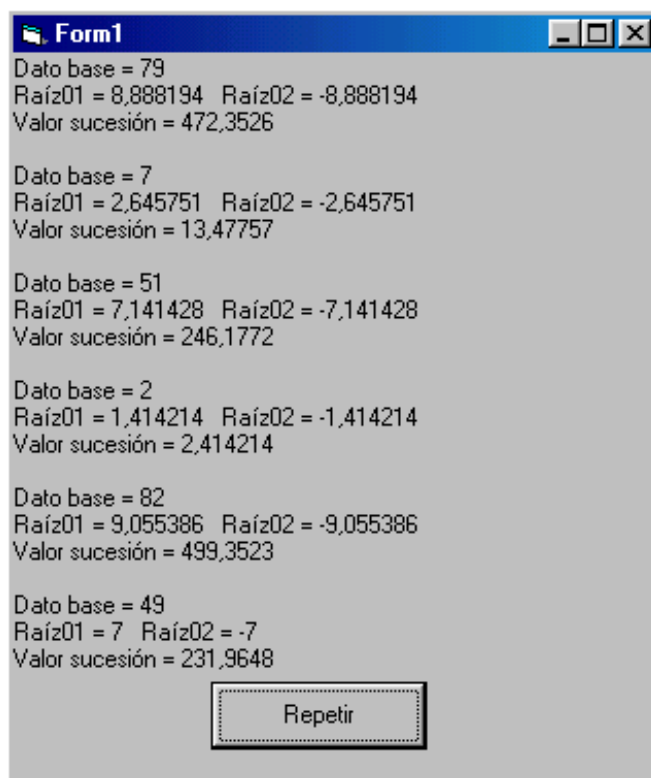 Form1
Dato base = 79
Raíz01 = 8,888194   Raíz02 = -8,888194
Valor sucesión = 472,3526
Dato base = 7
Raíz01 = 2,645751   Raíz02 = -2,645751
Valor sucesión = 13,47757
Dato base = 51
Raíz01 = 7,141428   Raíz02 = -7,141428
Valor sucesión = 246,1772
Dato base = 2
Raíz01 = 1,414214   Raíz02 = -1,414214
Valor sucesión = 2,414214
Dato base = 82
Raíz01 = 9,055386   Raíz02 = -9,055386
Valor sucesión = 499,3523
Dato base = 49
Raíz01 = 7   Raíz02 = -7
Valor sucesión = 231,9648
Repetir